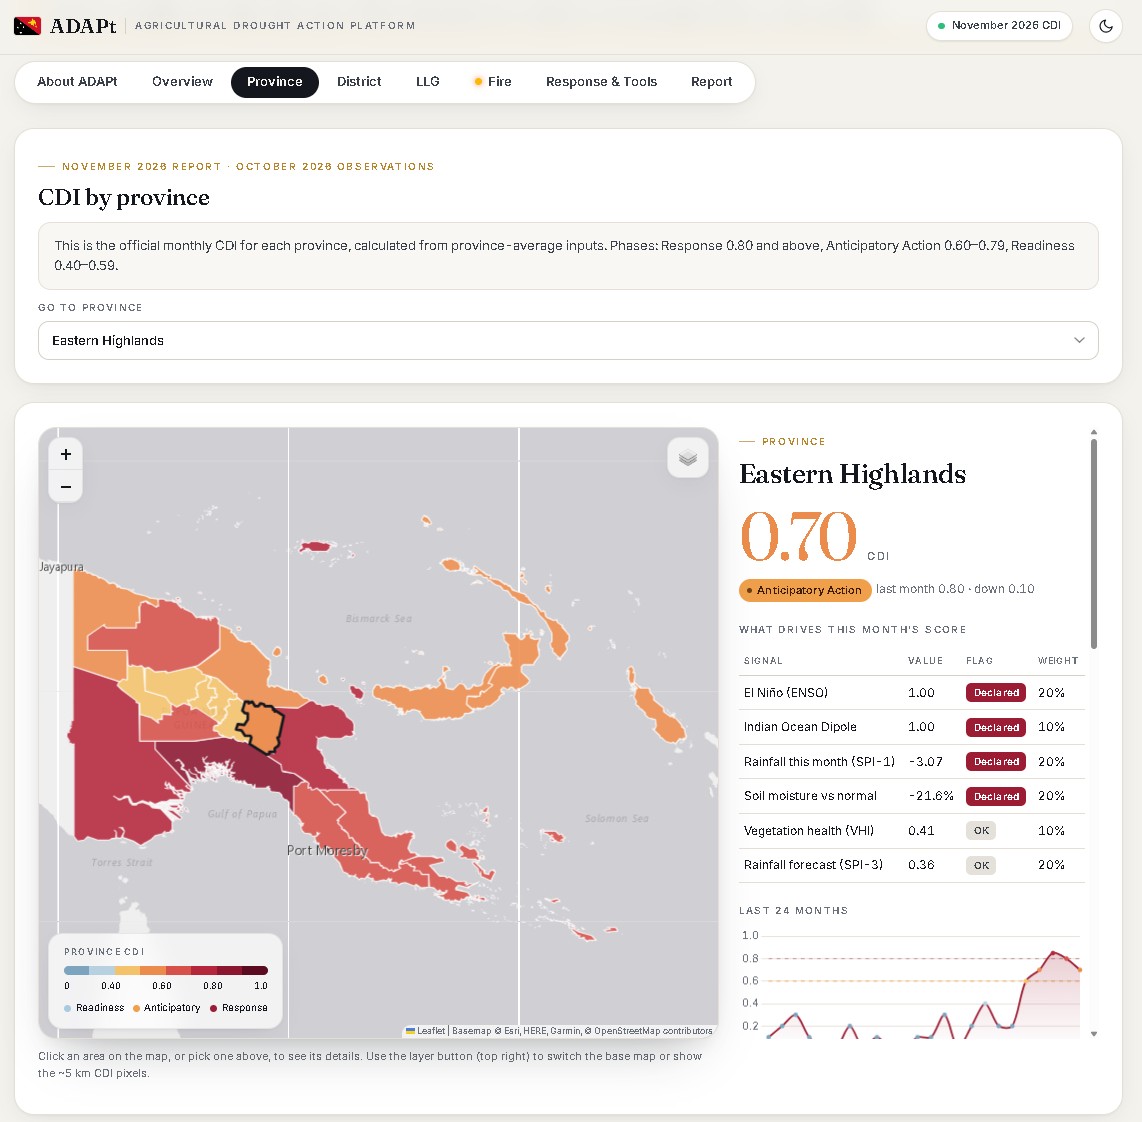 ADAPt AGRICULTURAL DROUGHT ACTION PLATFORM
November 2026 CDI
About ADAPt Overview Province District LLG Fire Response & Tools Report
NOVEMBER 2026 REPORT · OCTOBER 2026 OBSERVATIONS
CDI by province
This is the official monthly CDI for each province, calculated from province-average inputs. Phases: Response 0.80 and above, Anticipatory Action 0.60–0.79, Readiness
0.40–0.59.
GO TO PROVINCE
Eastern Highlands
+
−
Jayapura
Bismarck Sea
Gulf of Papua
Solomon Sea
Port Moresby
Torres Strait
PROVINCE CDI
0 0.40 0.60 0.80 1.0
Readiness Anticipatory Response
Leaflet | Basemap © Esri, HERE, Garmin, © OpenStreetMap contributors
Click an area on the map, or pick one above, to see its details. Use the layer button (top right) to switch the base map or show
the ~5 km CDI pixels.
PROVINCE
Eastern Highlands
0.70 CDI
Anticipatory Action last month 0.80 · down 0.10
WHAT DRIVES THIS MONTH'S SCORE
SIGNAL VALUE FLAG WEIGHT
El Niño (ENSO) 1.00 Declared 20%
Indian Ocean Dipole 1.00 Declared 10%
Rainfall this month (SPI-1) -3.07 Declared 20%
Soil moisture vs normal -21.6% Declared 20%
Vegetation health (VHI) 0.41 OK 10%
Rainfall forecast (SPI-3) 0.36 OK 20%
LAST 24 MONTHS
1.0
0.8
0.6
0.4
0.2